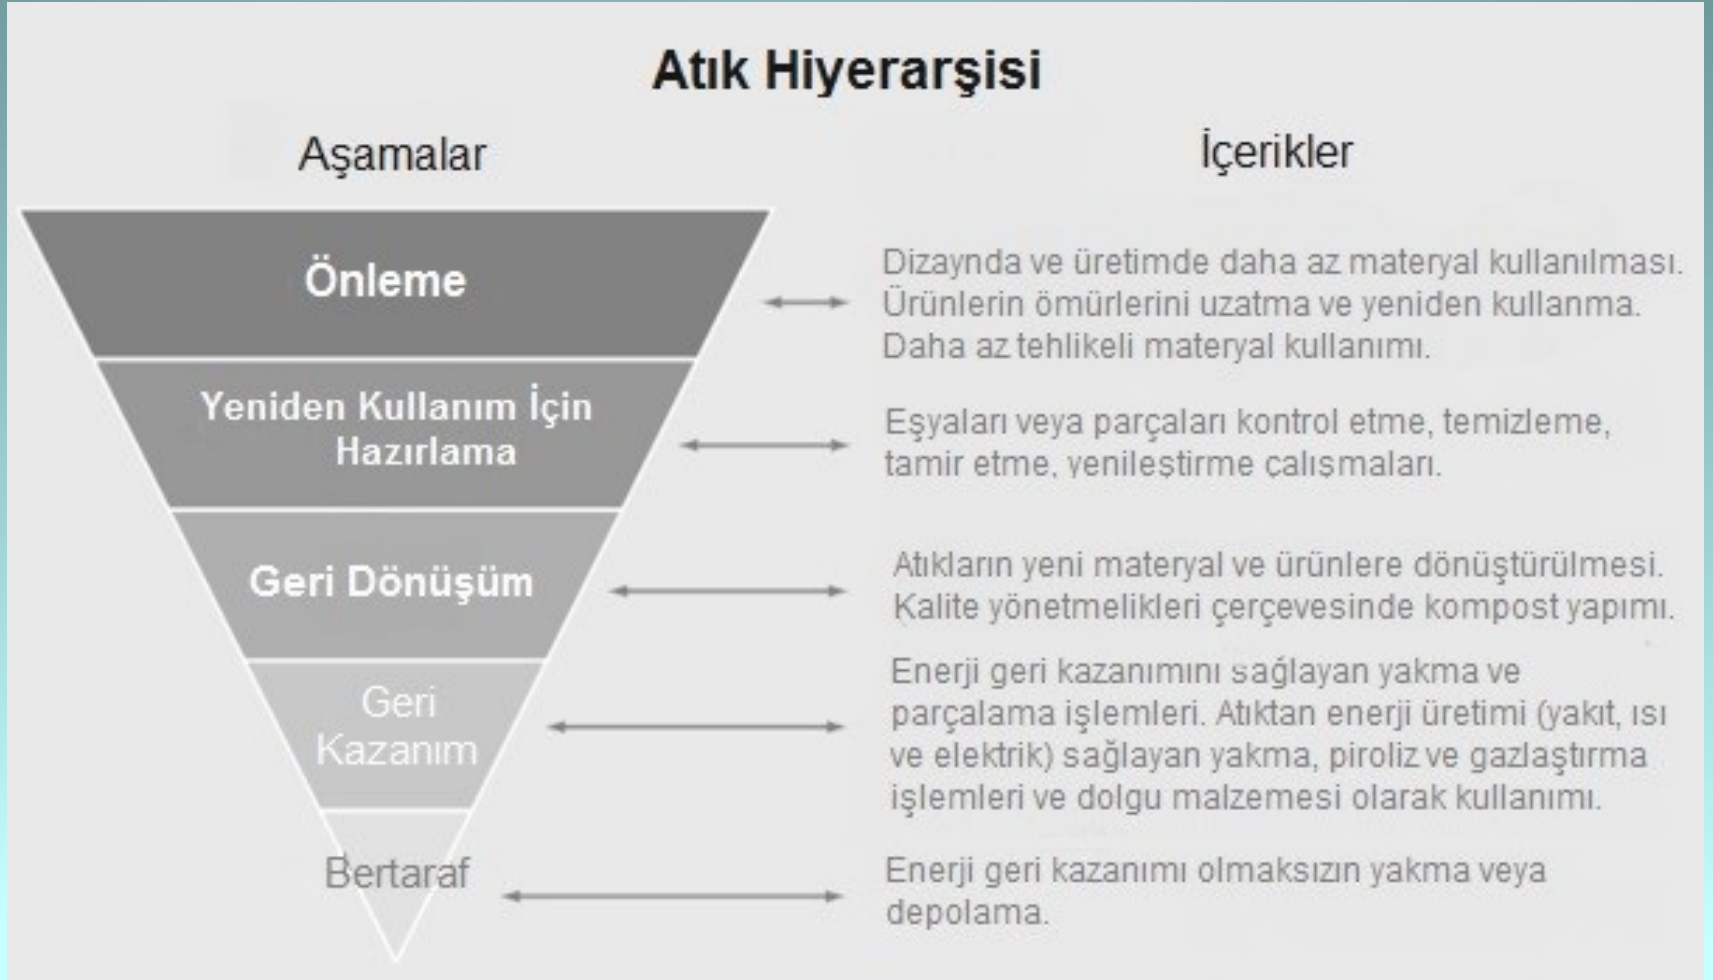 Atık Hiyerarşisi
Aşamalar
İçerikler
Önleme
Dizaynda ve üretimde daha az materyal kullanılması.
Ürünlerin ömürlerini uzatma ve yeniden kullanma.
Daha az tehlikeli materyal kullanımı.
Yeniden Kullanım İçin
Hazırlama
Eşyaları veya parçaları kontrol etme, temizleme,
tamir etme, yenileştirme çalışmaları.
Geri Dönüşüm
Atıkların yeni materyal ve ürünlere dönüştürülmesi.
Kalite yönetmelikleri çerçevesinde kompost yapımı.
Geri
Kazanım
Enerji geri kazanımını sağlayan yakma ve
parçalama işlemleri. Atıktan enerji üretimi (yakıt, ısı
ve elektrik) sağlayan yakma, piroliz ve gazlaştırma
işlemleri ve dolgu malzemesi olarak kullanımı.
Bertaraf
Enerji geri kazanımı olmaksızın yakma veya
depolama.